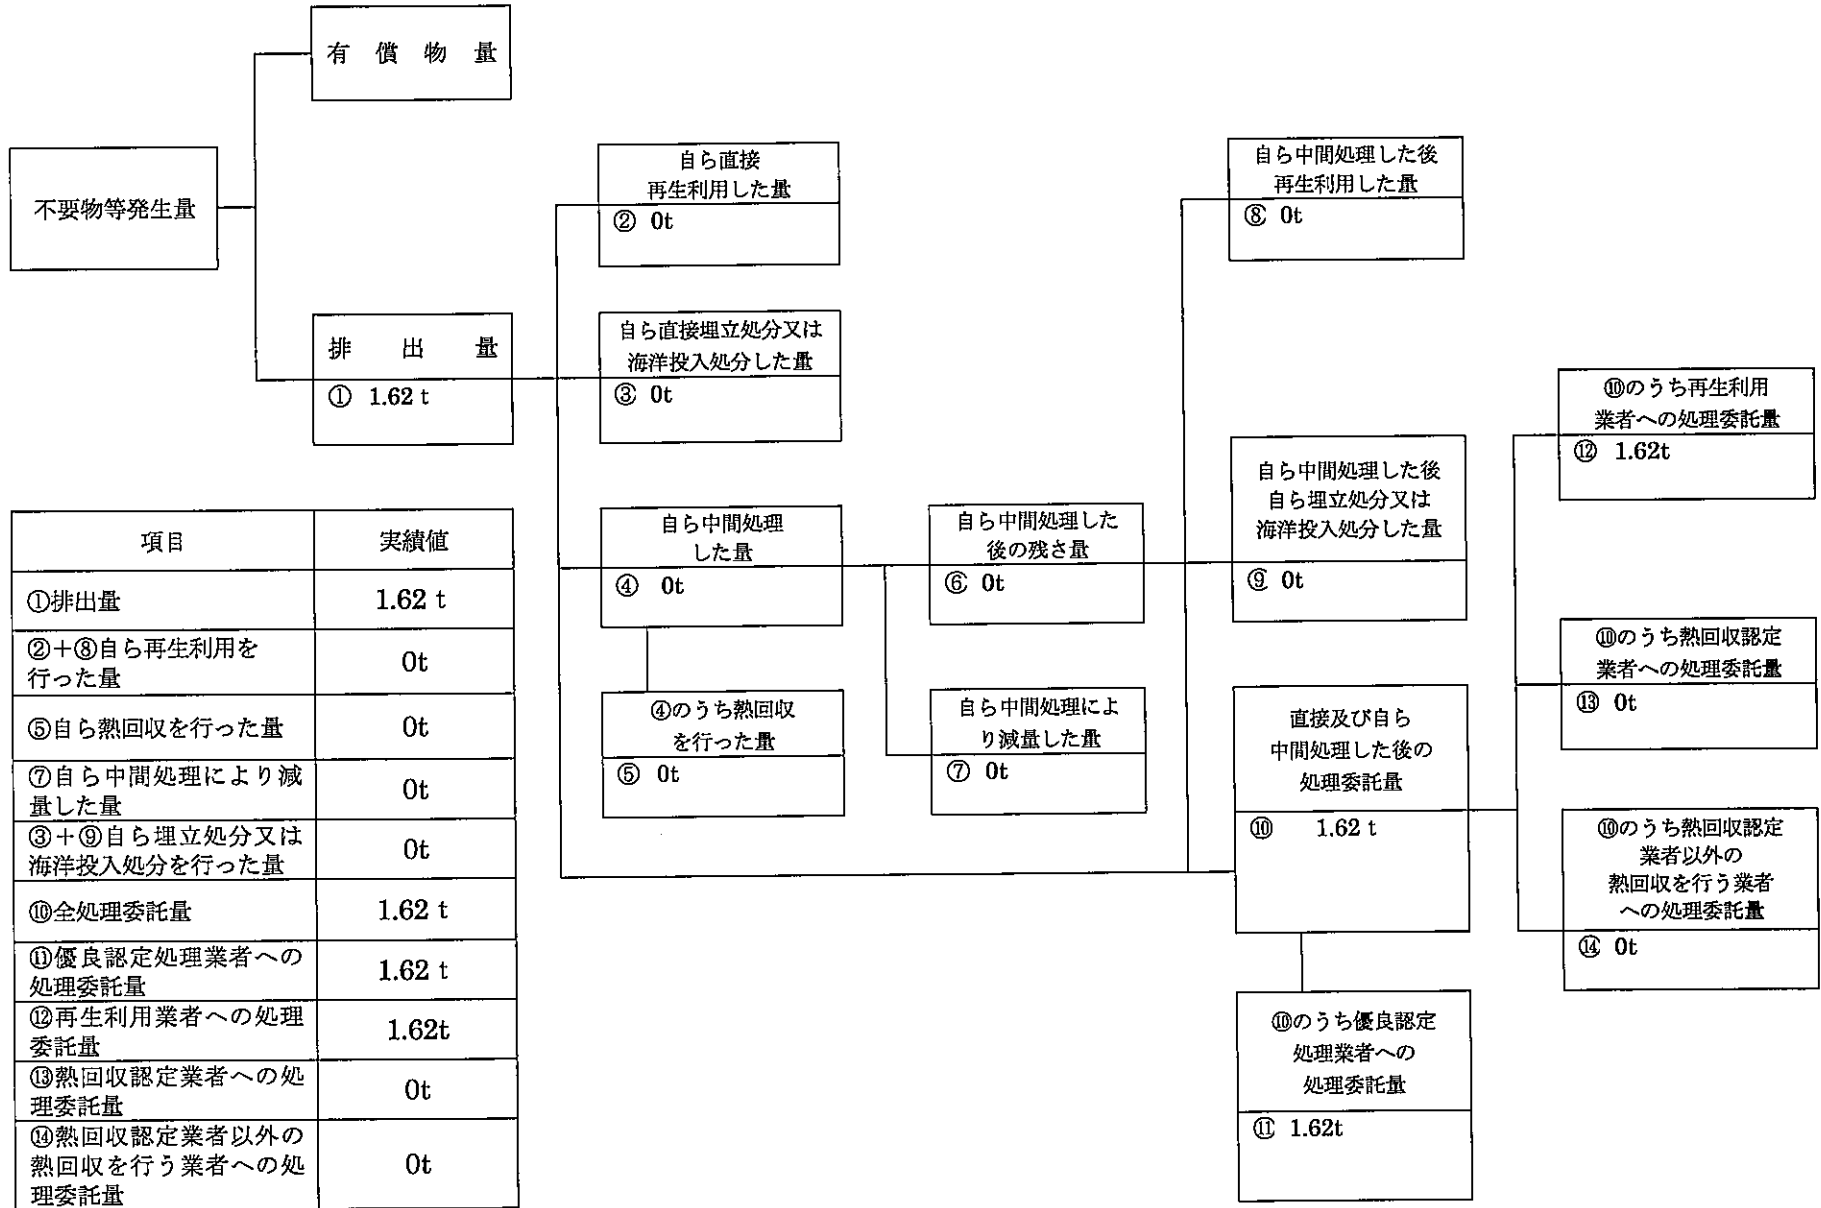 有償物量
不要物等発生量
排出量
① 1.62 t
自ら直接
再生利用した量
② 0t
自ら直接埋立処分又は
海洋投入処分した量
③ 0t
自ら中間処理
した量
④ 0t
④のうち熱回収
を行った量
⑤ 0t
自ら中間処理した
後の残さ量
⑥ 0t
自ら中間処理によ
り減量した量
⑦ 0t
自ら中間処理した後
再生利用した量
⑧ 0t
自ら中間処理した後
自ら埋立処分又は
海洋投入処分した量
⑨ 0t
直接及び自ら
中間処理した後の
処理委託量
⑩ 1.62 t
⑩のうち優良認定
処理業者への
処理委託量
⑪ 1.62t
⑩のうち再生利用
業者への処理委託量
⑫ 1.62t
⑩のうち熱回収認定
業者への処理委託量
⑬ 0t
⑩のうち熱回収認定
業者以外の
熱回収を行う業者
への処理委託量
⑭ 0t
項目 実績値
①排出量 1.62 t
②+⑧自ら再生利用を
行った量 0t
⑤自ら熱回収を行った量 0t
⑦自ら中間処理により減
量した量 0t
③+⑨自ら埋立処分又は
海洋投入処分を行った量 0t
⑩全処理委託量 1.62 t
⑪優良認定処理業者への
処理委託量 1.62 t
⑫再生利用業者への処理
委託量 1.62t
⑬熱回収認定業者への処
理委託量 0t
⑭熱回収認定業者以外の
熱回収を行う業者への処
理委託量 0t